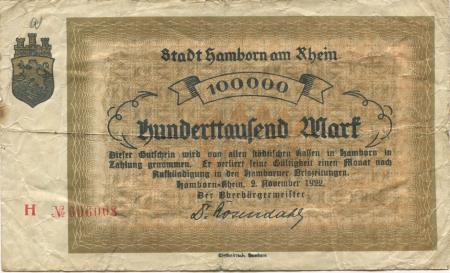 Stadt Hamborn am Rhein
100000
Hunderttausend Mark
Dieser Gutschein wird von allen städtischen Kassen in Hamborn in
Zahlung genommen. Er verliert seine Gültigkeit einen Monat nach
Aufkündigung in den Hamborner Ortszeitungen.
Hamborn-Rhein, 2. November 1922.
Der Oberbürgermeister
H №